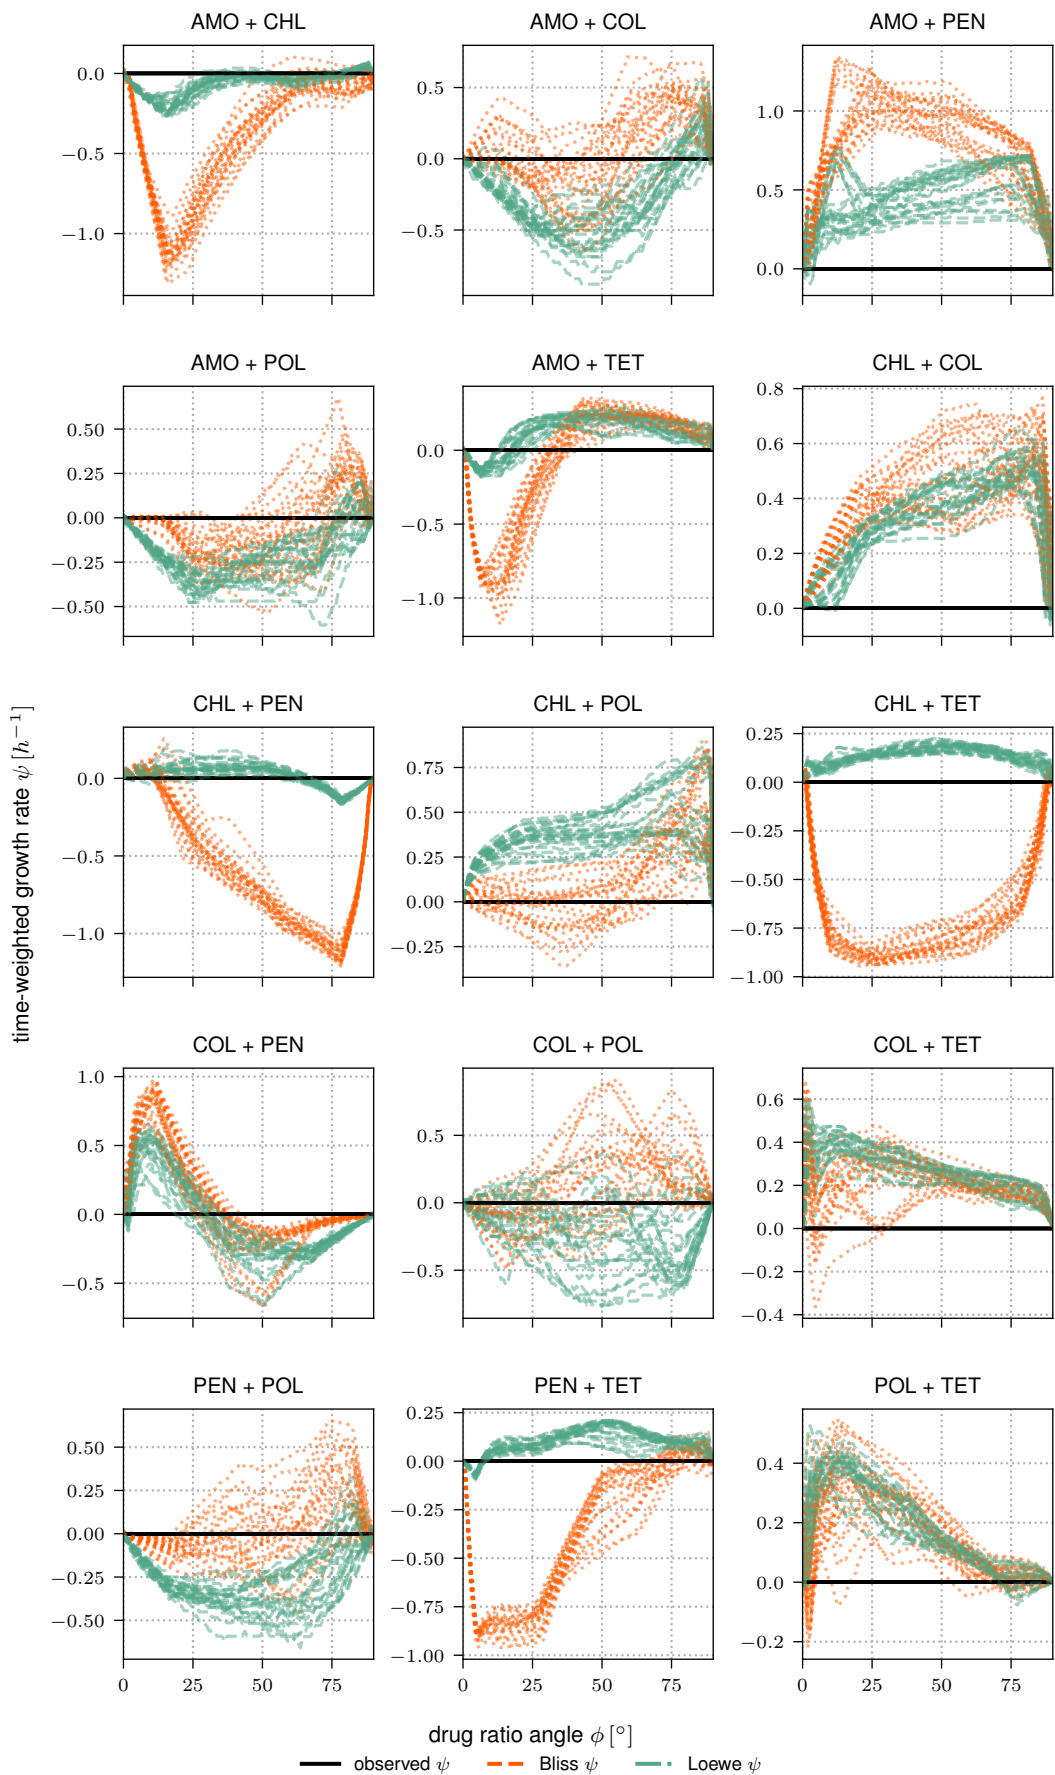 AMO + CHL
AMO + COL
AMO + PEN
0.0
−0.5
−1.0
0.5
0.0
−0.5
1.0
0.5
0.0
AMO + POL
AMO + TET
CHL + COL
0.50
0.25
0.00
−0.25
−0.50
0.0
−0.5
−1.0
0.8
0.6
0.4
0.2
0.0
time-weighted growth rate ψ [h⁻¹]
CHL + PEN
CHL + POL
CHL + TET
0.0
−0.5
−1.0
0.75
0.50
0.25
0.00
−0.25
0.25
0.00
−0.25
−0.50
−0.75
−1.00
COL + PEN
COL + POL
COL + TET
1.0
0.5
0.0
−0.5
0.5
0.0
−0.5
0.6
0.4
0.2
0.0
−0.2
−0.4
PEN + POL
PEN + TET
POL + TET
0.50
0.25
0.00
−0.25
−0.50
0.25
0.00
−0.25
−0.50
−0.75
−1.00
0.4
0.2
0.0
−0.2
0 25 50 75
0 25 50 75
0 25 50 75
drug ratio angle ϕ [°]
observed ψ
Bliss ψ
Loewe ψ